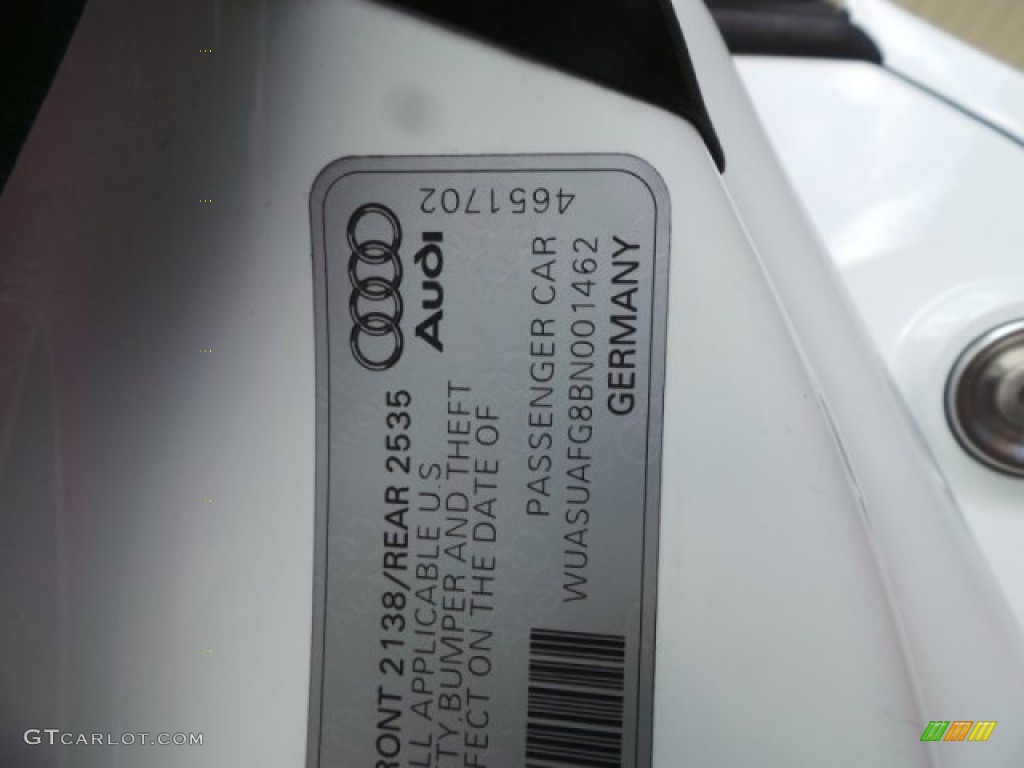 4651702
Audi
RONT 2138/REAR 2535
LL APPLICABLE U.S
TY, BUMPER AND THEFT
FECT ON THE DATE OF
PASSENGER CAR
WUASUAFG8BN001462
GERMANY
GTCARLOT.COM